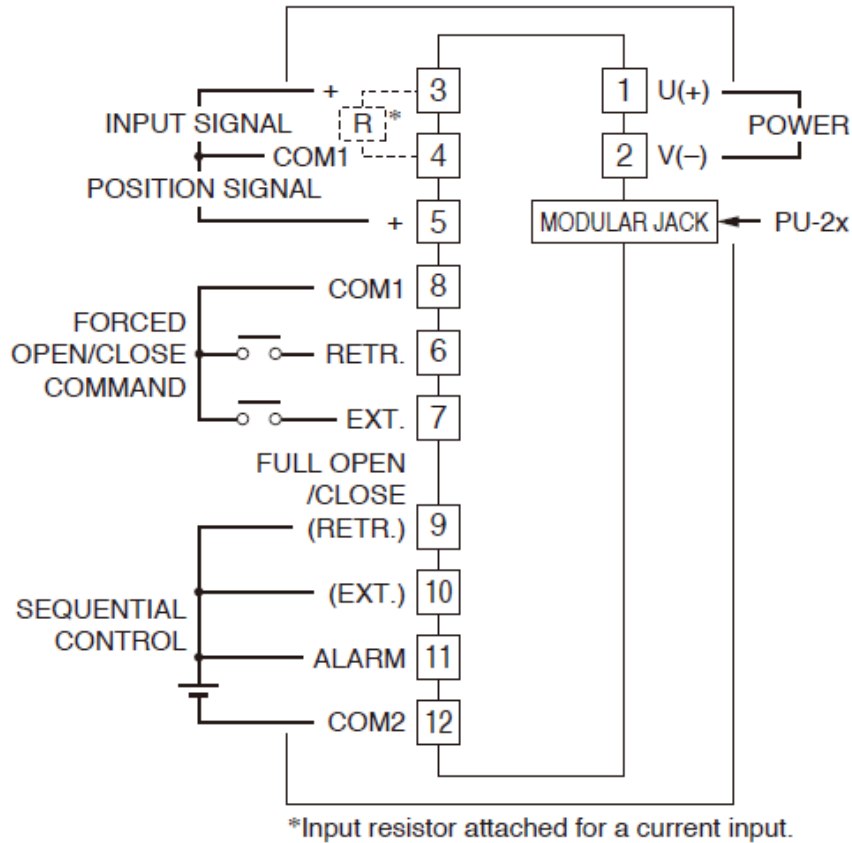 + 3
INPUT SIGNAL R *
COM1 4
POSITION SIGNAL
+ 5
1 U(+)
POWER
2 V(–)
MODULAR JACK PU-2x
COM1 8
FORCED
OPEN/CLOSE RETR. 6
COMMAND
EXT. 7
FULL OPEN
/CLOSE
(RETR.) 9
(EXT.) 10
SEQUENTIAL
CONTROL
ALARM 11
COM2 12
*Input resistor attached for a current input.